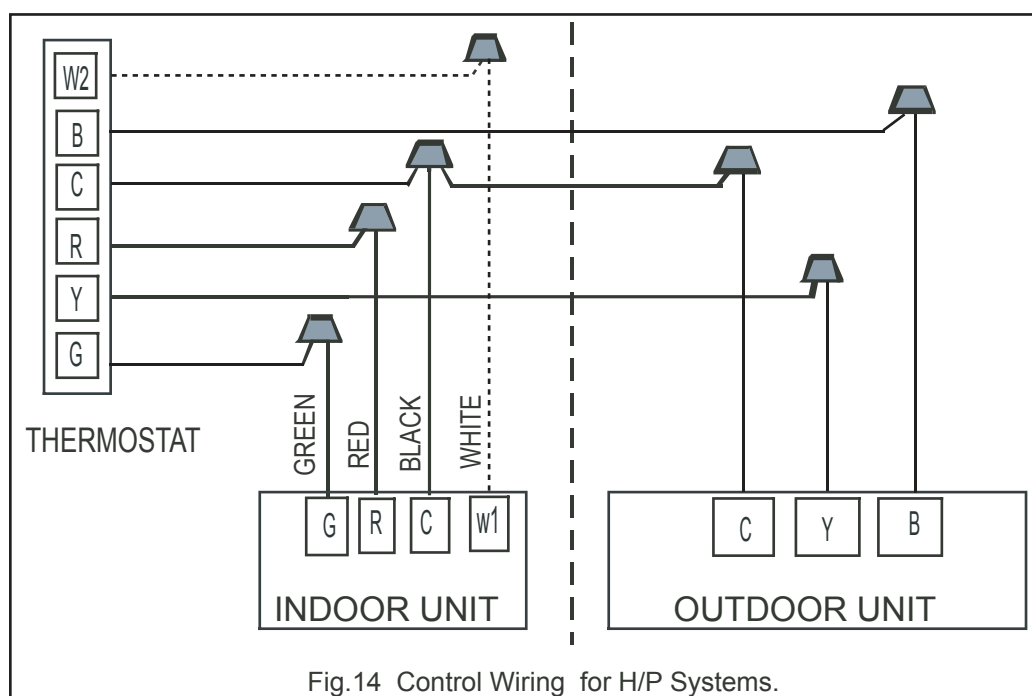 W2
B
C
R
Y
G
THERMOSTAT
GREEN
RED
BLACK
WHITE
G
R
C
w1
INDOOR UNIT
C
Y
B
OUTDOOR UNIT
Fig.14 Control Wiring for H/P Systems.